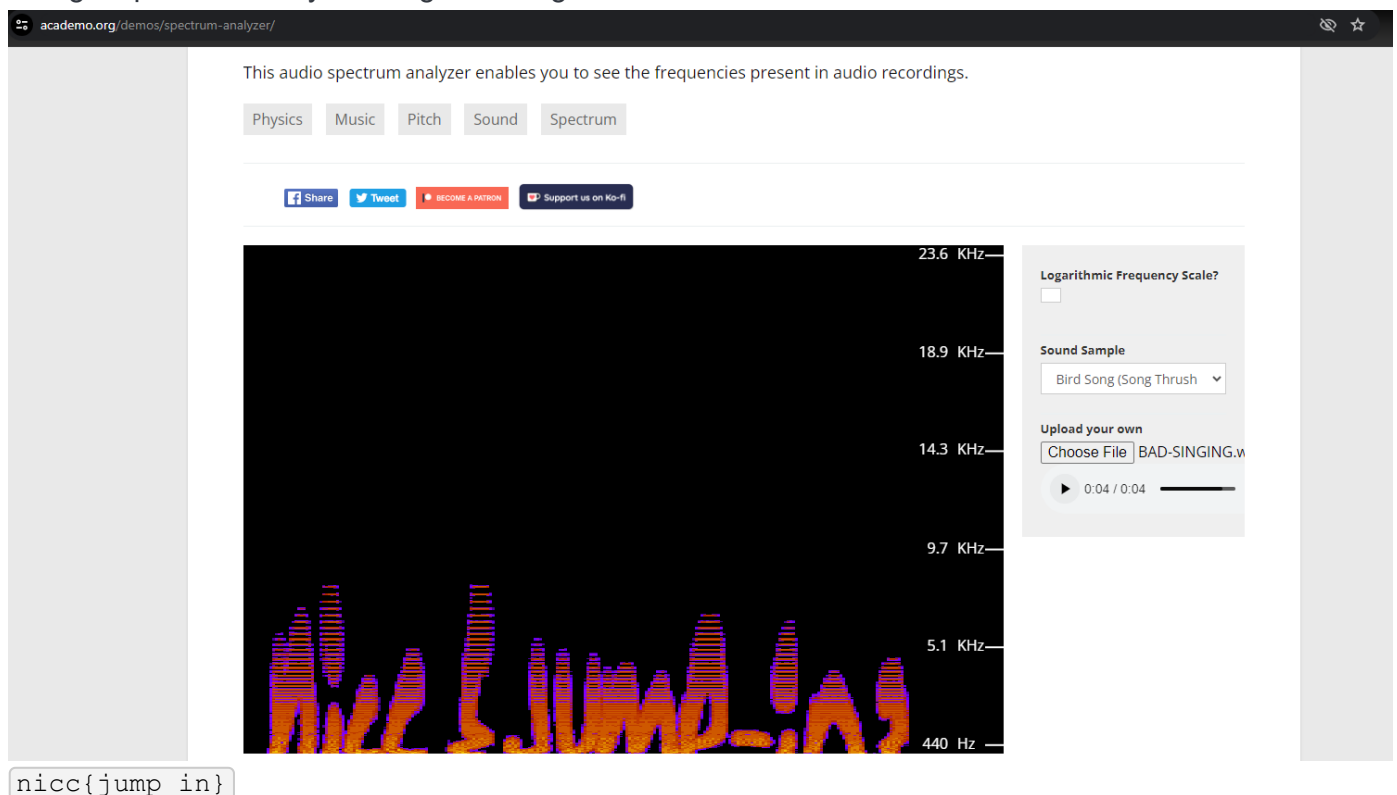 academo.org/demos/spectrum-analyzer/
This audio spectrum analyzer enables you to see the frequencies present in audio recordings.
Physics Music Pitch Sound Spectrum
Share Tweet BECOME A PATRON Support us on Ko-fi
23.6 KHz
18.9 KHz
14.3 KHz
9.7 KHz
5.1 KHz
440 Hz
nicc{jump-in}
Logarithmic Frequency Scale?
Sound Sample
Bird Song (Song Thrush
Upload your own
Choose File BAD-SINGING.w
0:04 / 0:04
nicc{jump in}